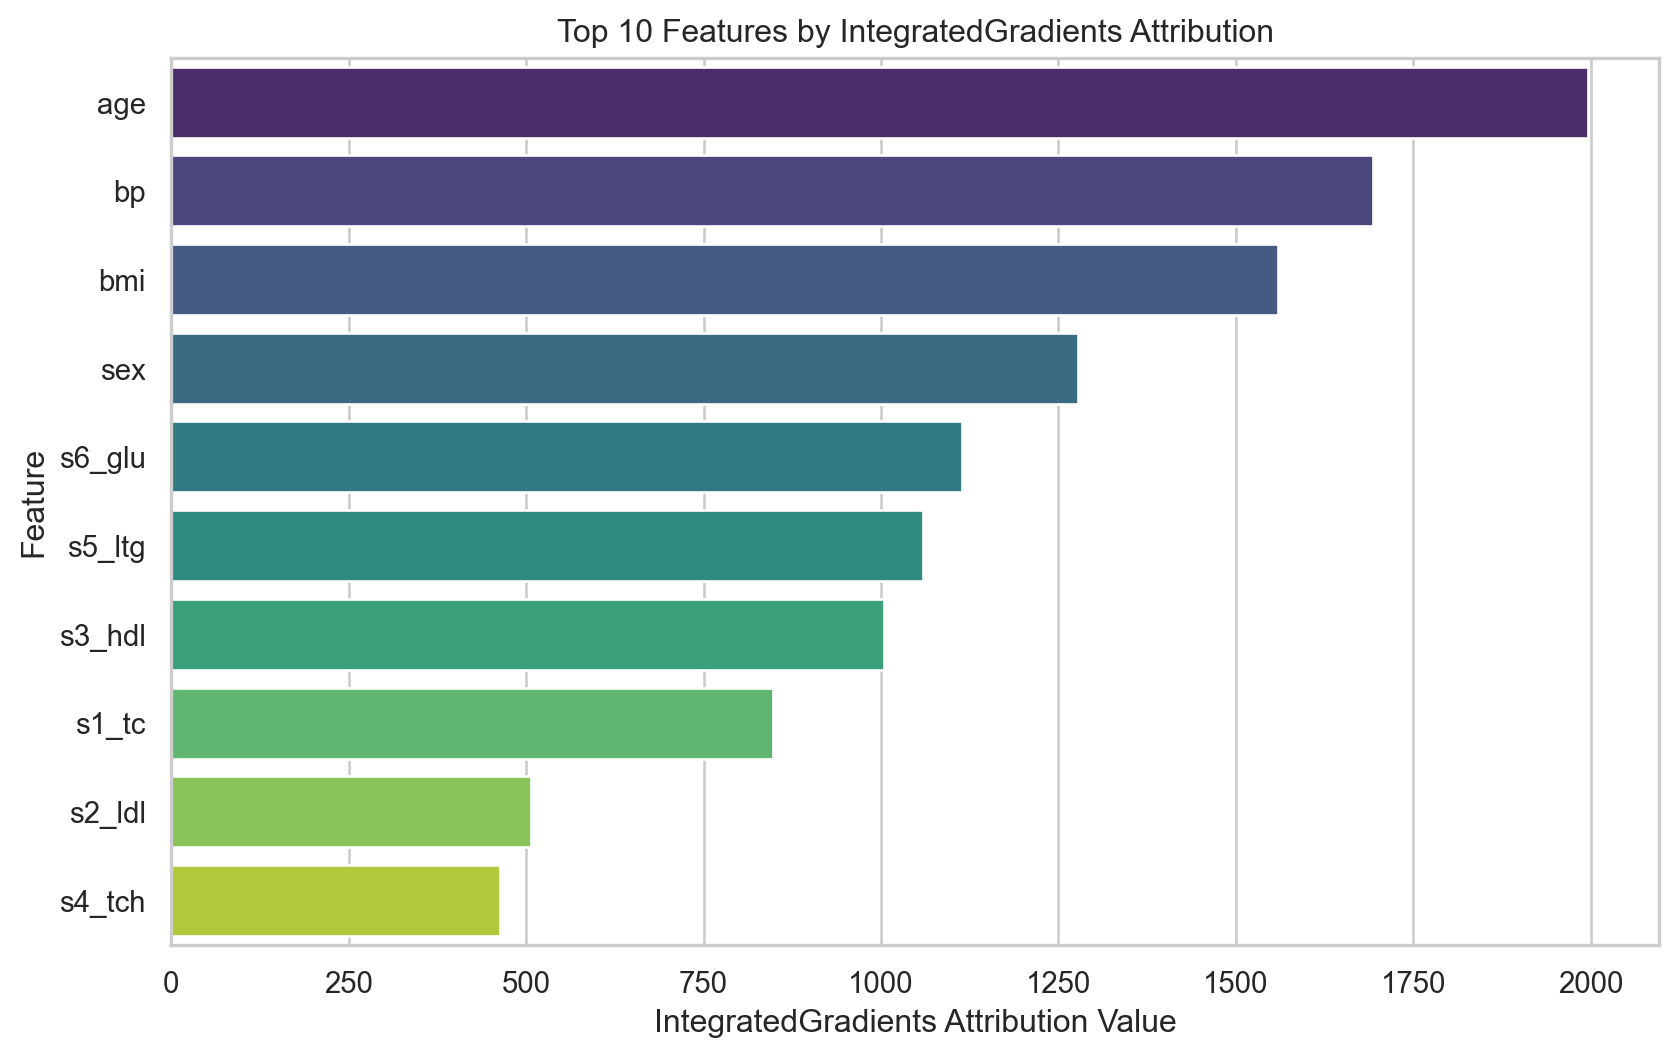 Top 10 Features by IntegratedGradients Attribution
age
bp
bmi
sex
s6_glu
s5_ltg
s3_hdl
s1_tc
s2_ldl
s4_tch
Feature
0 250 500 750 1000 1250 1500 1750 2000
IntegratedGradients Attribution Value